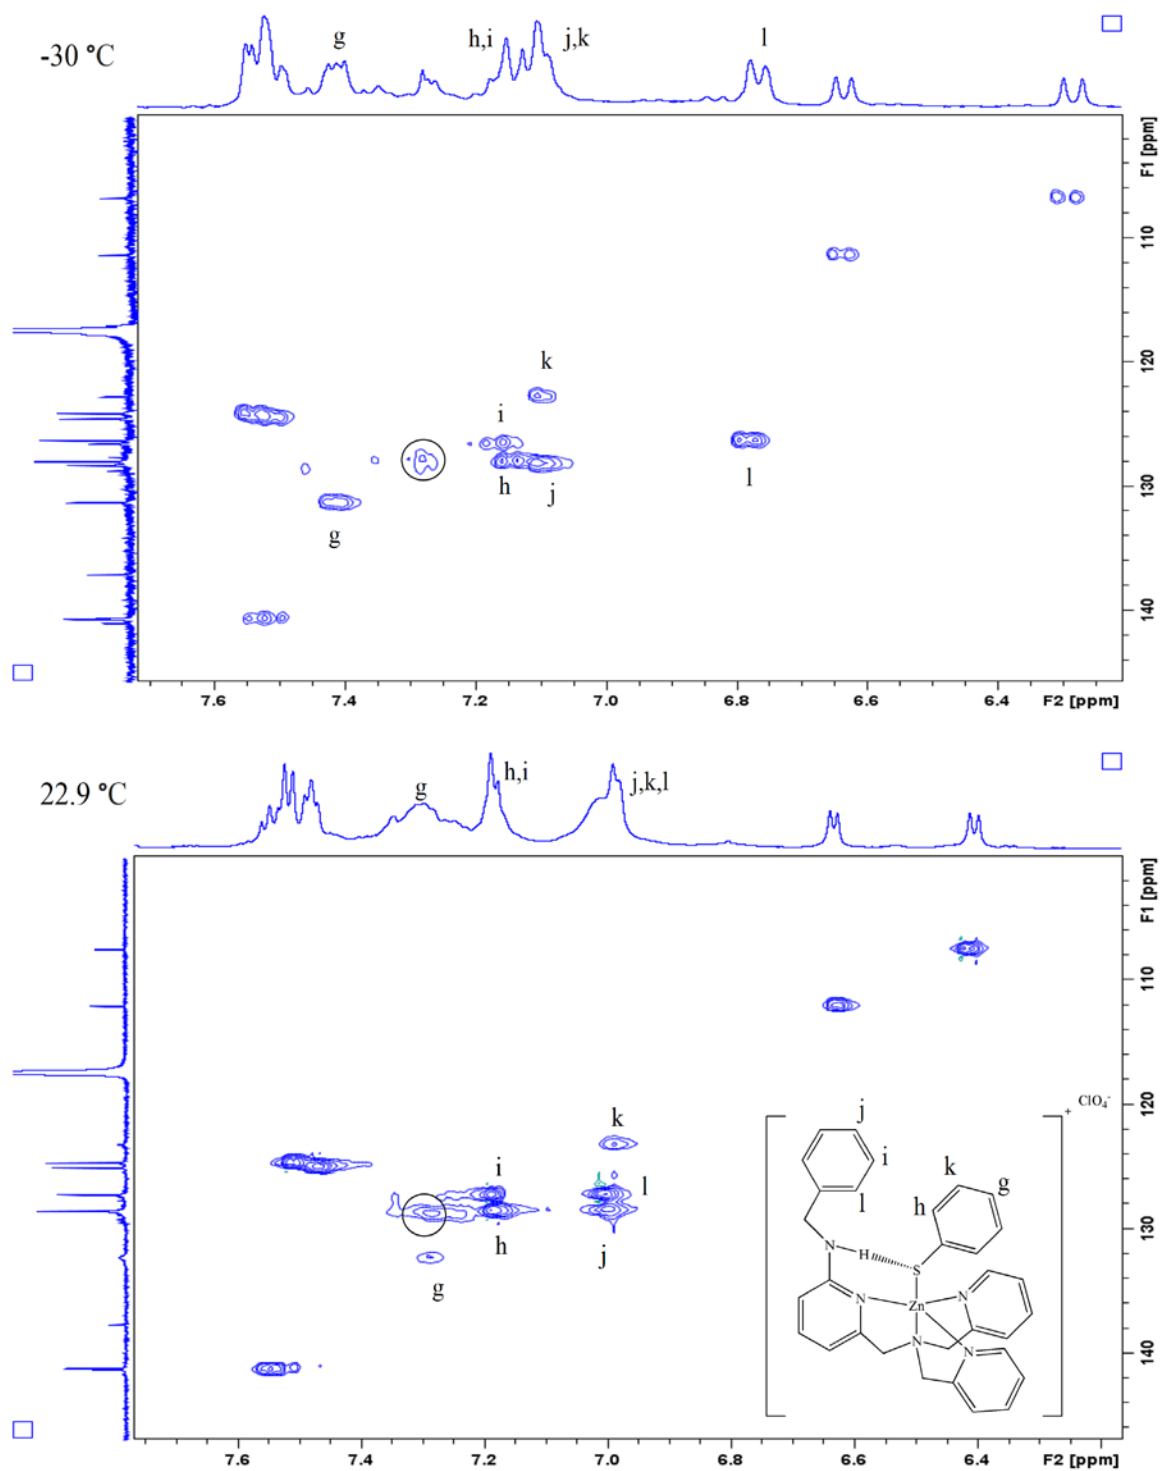 -30 °C
g
h,i
j,k
l
k
i
h
j
l
g
F1 [ppm]
110
120
130
140
7.6
7.4
7.2
7.0
6.8
6.6
6.4
F2 [ppm]
22.9 °C
g
h,i
j,k,l
k
i
l
h
j
g
F1 [ppm]
110
120
130
140
+ ClO4-
j
i
l
k
g
h
N
H
S
N
Zn
N
N
N
7.6
7.4
7.2
7.0
6.8
6.6
6.4
F2 [ppm]